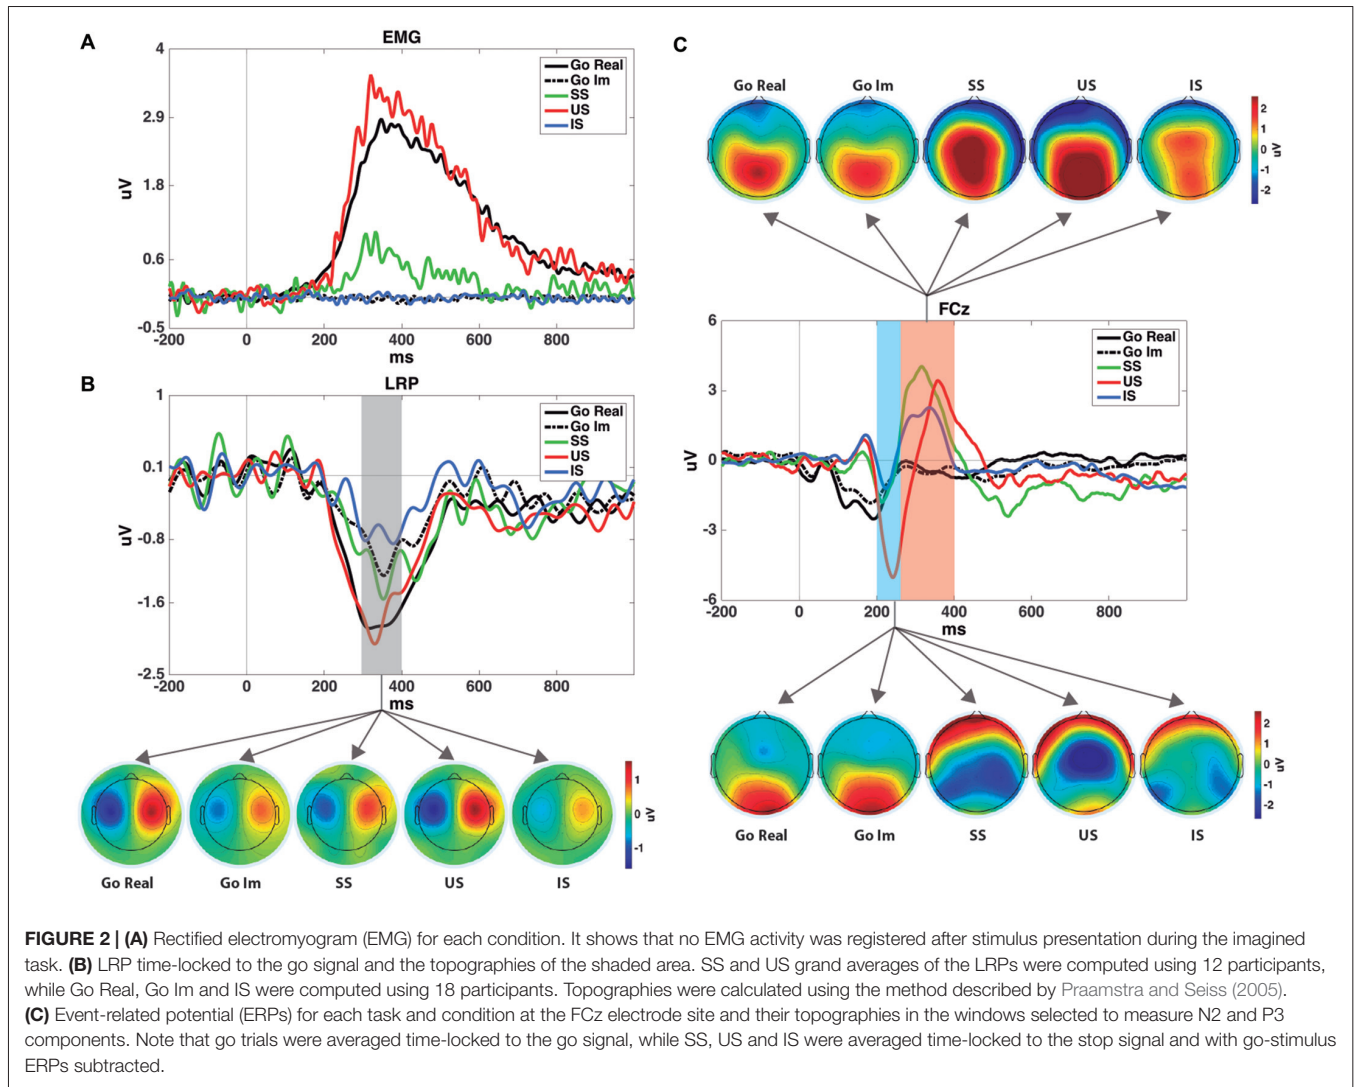 A
EMG
4
2.9
1.8
0.6
-0.5
uV
-200
0
200
400
600
800
ms
Go Real
Go Im
SS
US
IS
B
LRP
1
0.1
-0.8
-1.6
-2.5
uV
-200
0
200
400
600
800
ms
Go Real
Go Im
SS
US
IS
1
0
-1
uV
Go Real
Go Im
SS
US
IS
C
Go Real
Go Im
SS
US
IS
2
1
0
-1
-2
uV
FCz
6
3
0
-3
-6
uV
-200
0
200
400
600
800
ms
Go Real
Go Im
SS
US
IS
2
1
0
-1
-2
uV
Go Real
Go Im
SS
US
IS
FIGURE 2 | (A) Rectified electromyogram (EMG) for each condition. It shows that no EMG activity was registered after stimulus presentation during the imagined
task. (B) LRP time-locked to the go signal and the topographies of the shaded area. SS and US grand averages of the LRPs were computed using 12 participants,
while Go Real, Go Im and IS were computed using 18 participants. Topographies were calculated using the method described by Praamstra and Seiss (2005).
(C) Event-related potential (ERPs) for each task and condition at the FCz electrode site and their topographies in the windows selected to measure N2 and P3
components. Note that go trials were averaged time-locked to the go signal, while SS, US and IS were averaged time-locked to the stop signal and with go-stimulus
ERPs subtracted.